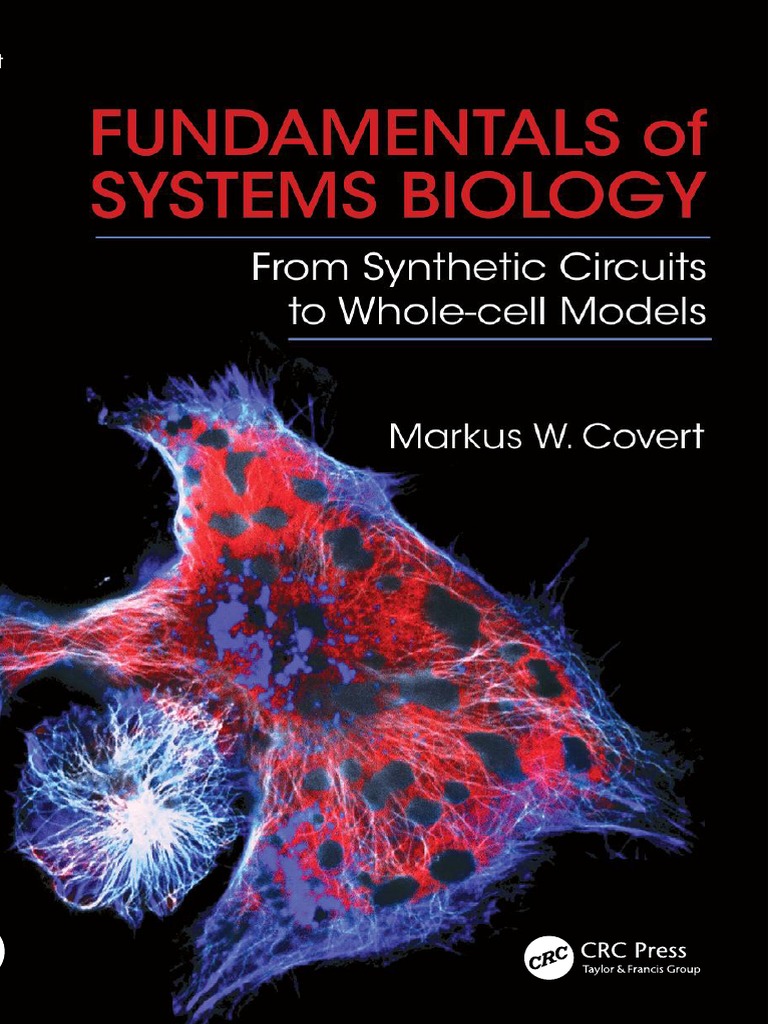 FUNDAMENTALS of
SYSTEMS BIOLOGY
From Synthetic Circuits
to Whole-cell Models
Markus W. Covert
CRC
CRC Press
Taylor & Francis Group